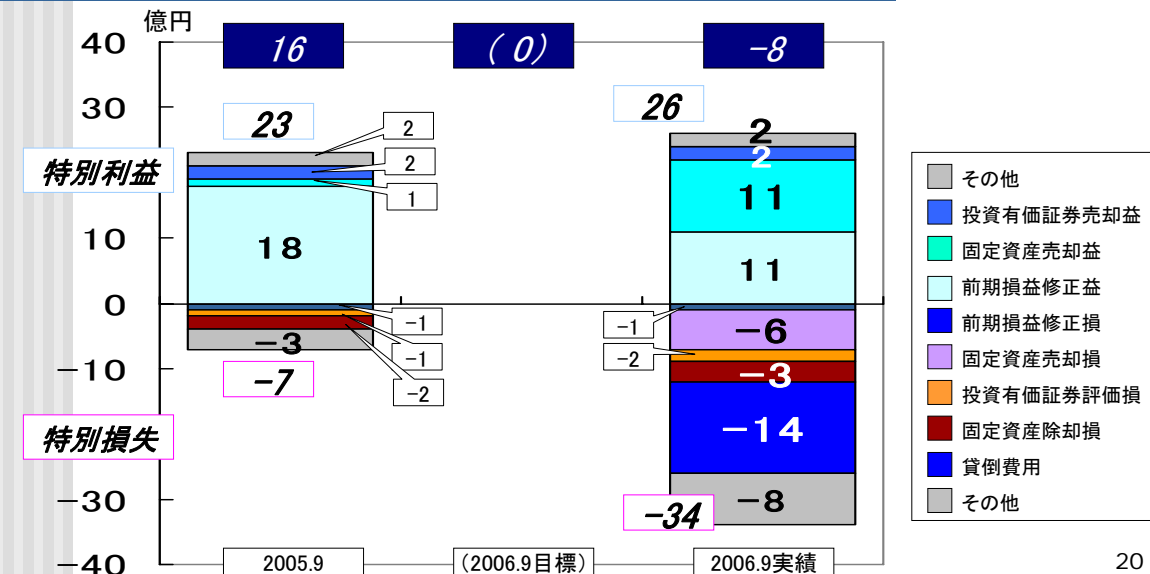 億円
40
30
10
0
−10
−30
−40
16
( 0)
−8
23
26
特別利益
特別損失
2
2
1
18
−1
−1
−2
−3
−7
2
2
11
11
−1
−6
−2
−3
−14
−8
−34
2005.9
(2006.9目標)
2006.9実績
その他
投資有価証券売却益
固定資産売却益
前期損益修正益
前期損益修正損
固定資産売却損
投資有価証券評価損
固定資産除却損
貸倒費用
その他
20